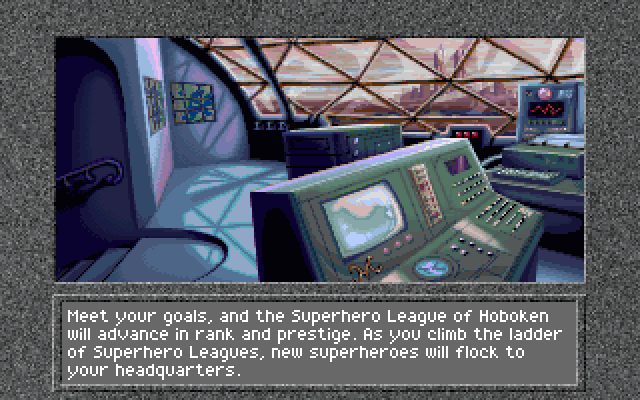 Meet your goals, and the Superhero League of Hoboken
will advance in rank and prestige. As you climb the ladder
of Superhero Leagues, new superheroes will flock to
your headquarters.